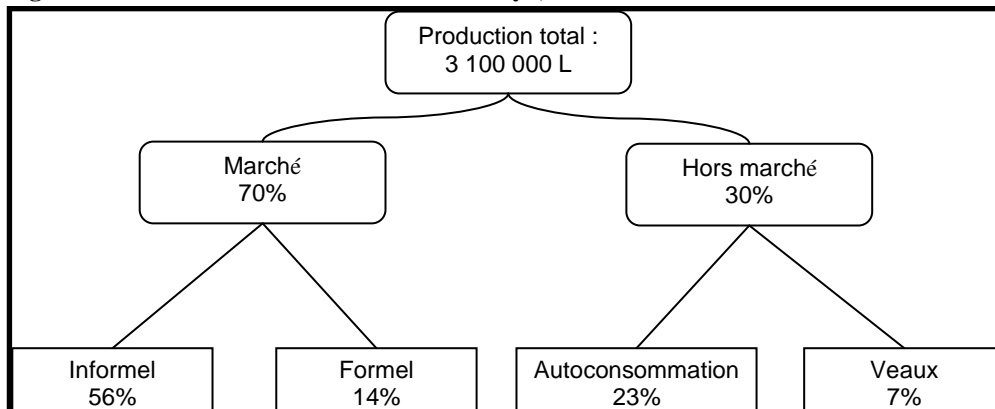 Production total :
3 100 000 L
Marché
70%
Hors marché
30%
Informel
56%
Formel
14%
Autoconsommation
23%
Veaux
7%